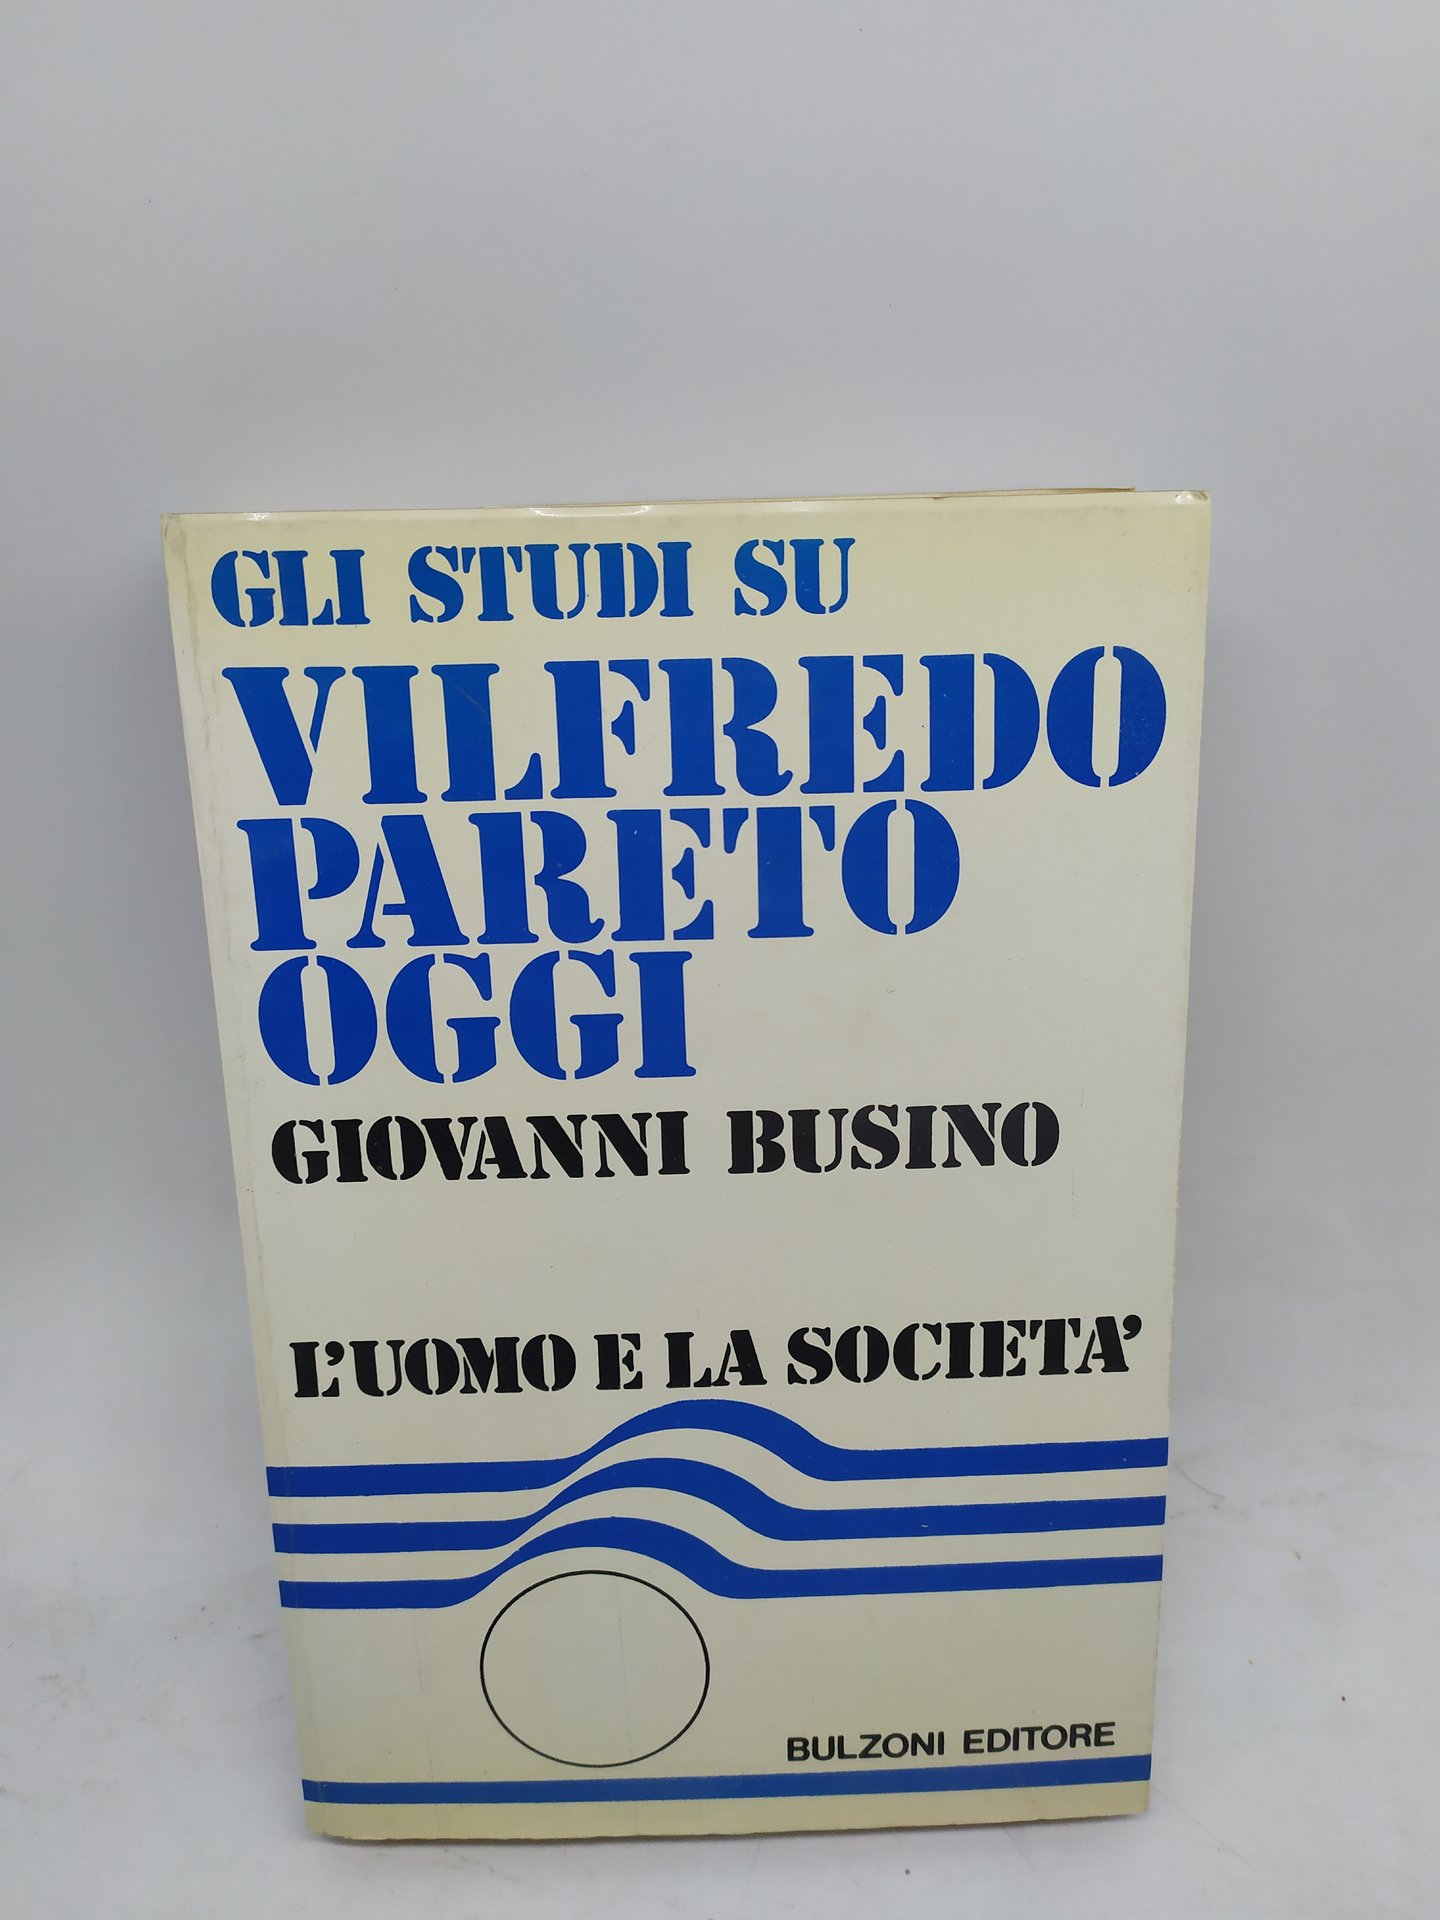 GLI STUDI SU
VILFREDO
PARETO
OGGI
GIOVANNI BUSINO
L'UOMO E LA SOCIETA'
BULZONI EDITORE